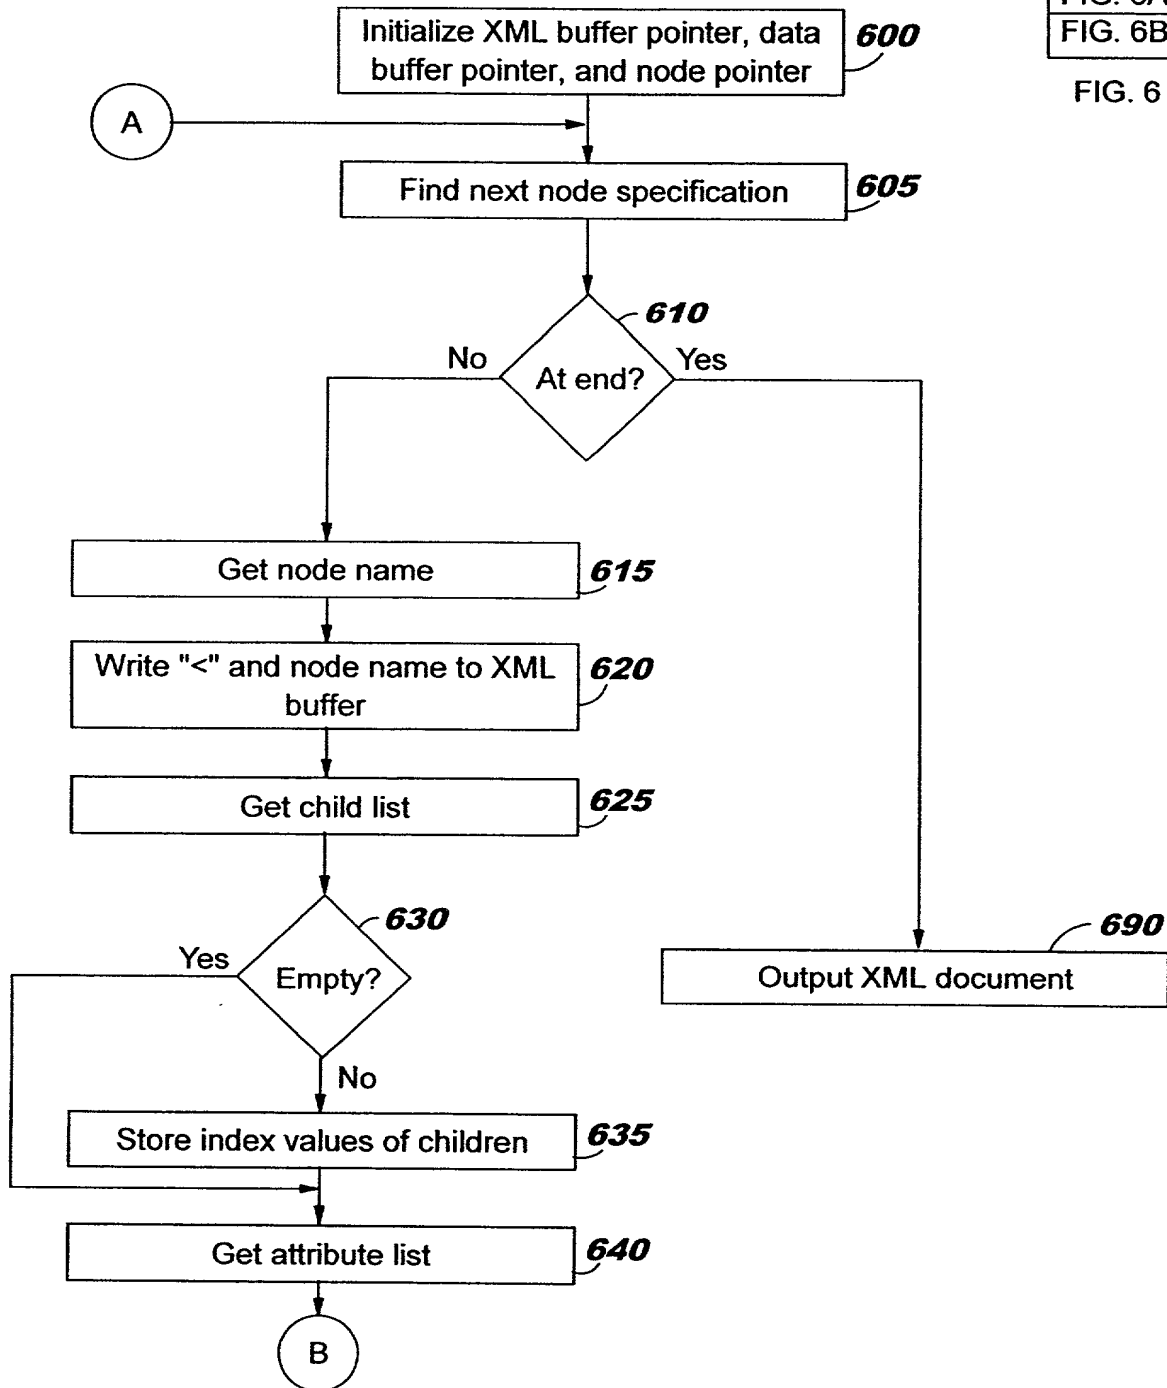 Initialize XML buffer pointer, data
buffer pointer, and node pointer
600
FIG. 6A
FIG. 6B
FIG. 6
A
Find next node specification
605
610
No
At end?
Yes
Get node name
615
Write "<" and node name to XML
buffer
620
Get child list
625
630
Yes
Empty?
No
690
Output XML document
Store index values of children
635
Get attribute list
640
B